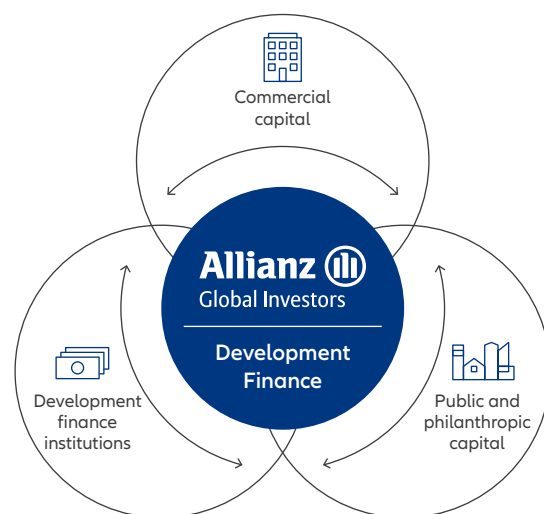 Commercial
capital
Allianz
Global Investors
Development
Finance
Development
finance
institutions
Public and
philanthropic
capital